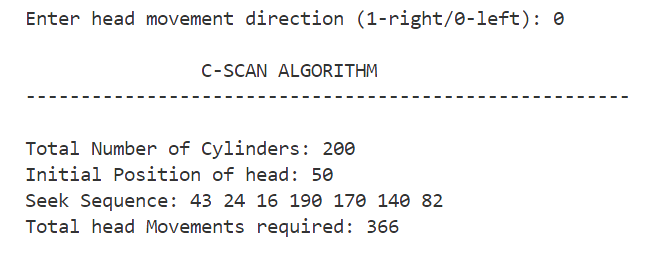 Enter head movement direction (1-right/0-left): 0
C-SCAN ALGORITHM
-------------------------------------------------------
Total Number of Cylinders: 200
Initial Position of head: 50
Seek Sequence: 43 24 16 190 170 140 82
Total head Movements required: 366